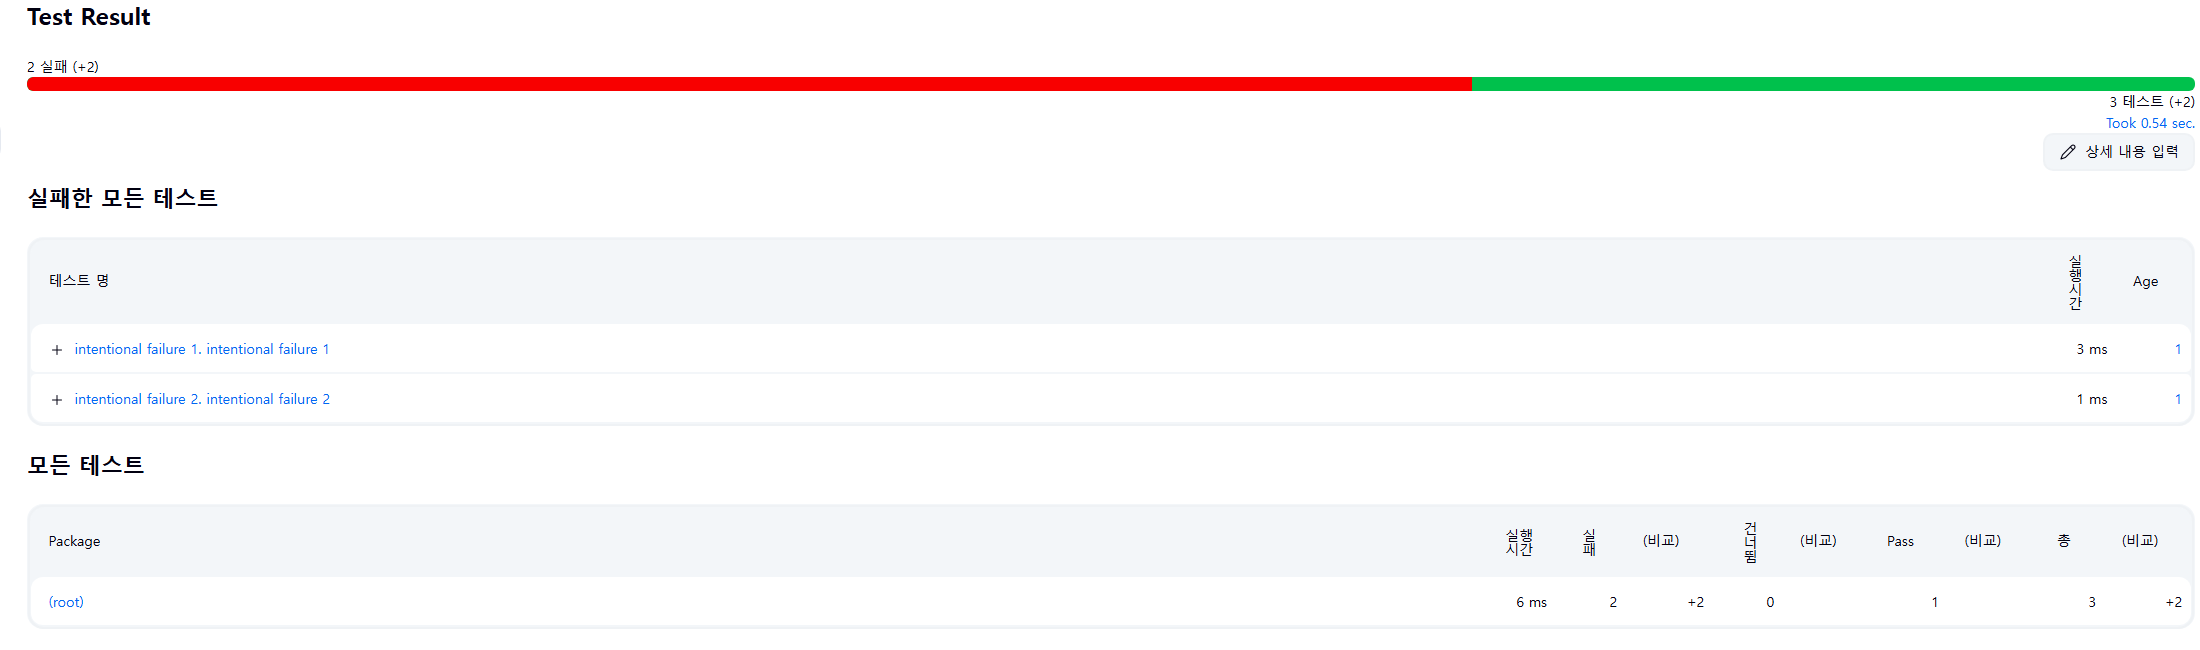 Test Result
2 실패 (+2)
3 테스트 (+2)
Took 0.54 sec.
상세 내용 입력
실패한 모든 테스트
테스트 명 실행시간 Age
intentional failure 1. intentional failure 1 3 ms 1
intentional failure 2. intentional failure 2 1 ms 1
모든 테스트
Package 실행시간 실패 (비교) 건너뜀 (비교) Pass (비교) 총 (비교)
(root) 6 ms 2 +2 0 1 3 +2